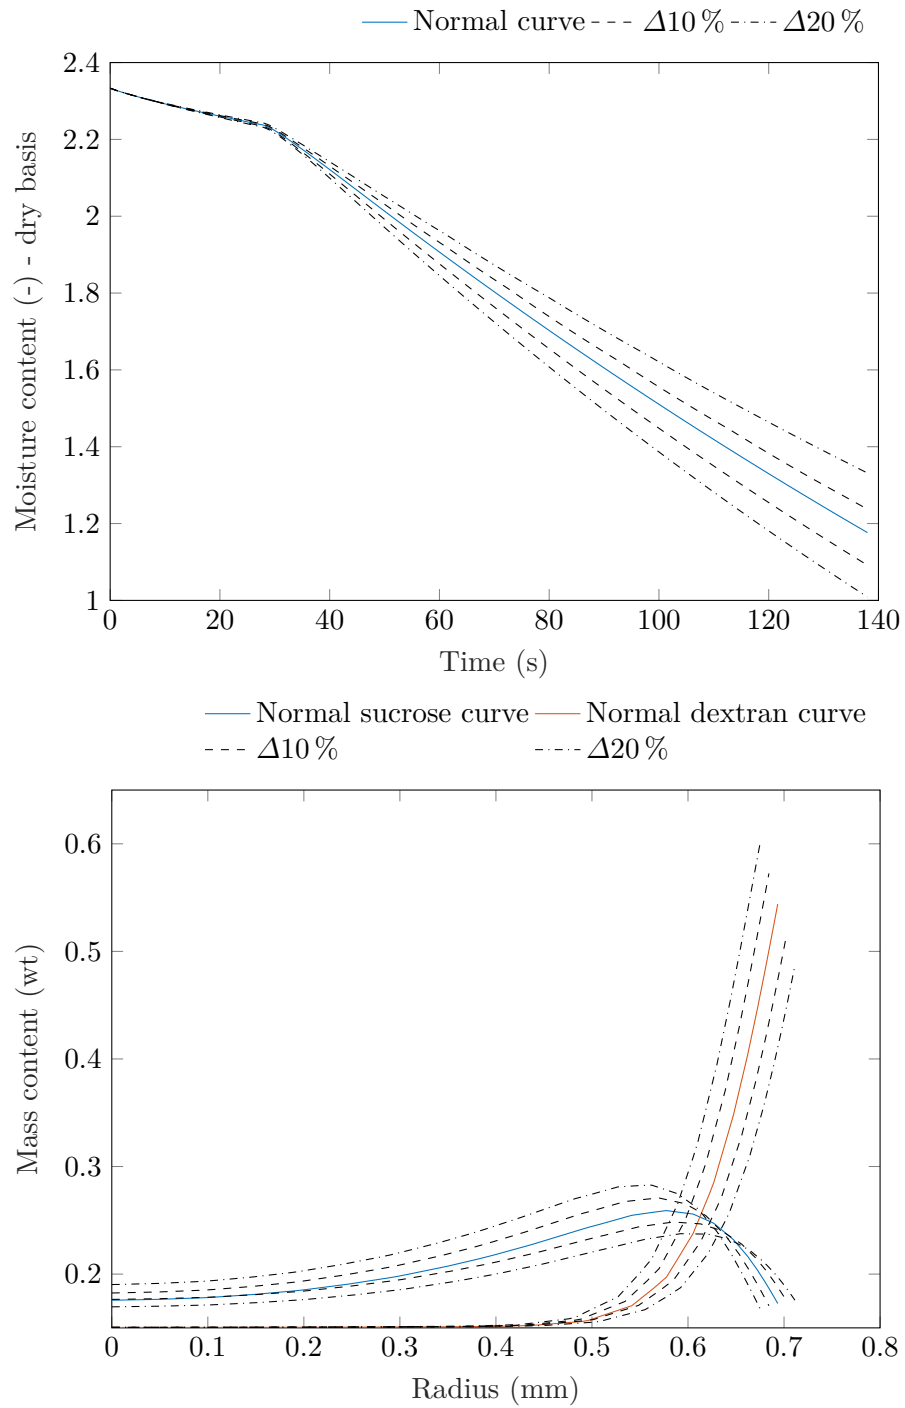 Normal curve Δ10 % Δ20 %
2.4
2.2
2
1.8
1.6
1.4
1.2
1
Moisture content (-) - dry basis
0 20 40 60 80 100 120 140
Time (s)
Normal sucrose curve Normal dextran curve
Δ10 % Δ20 %
0.6
0.5
0.4
0.3
0.2
Mass content (wt)
0 0.1 0.2 0.3 0.4 0.5 0.6 0.7 0.8
Radius (mm)